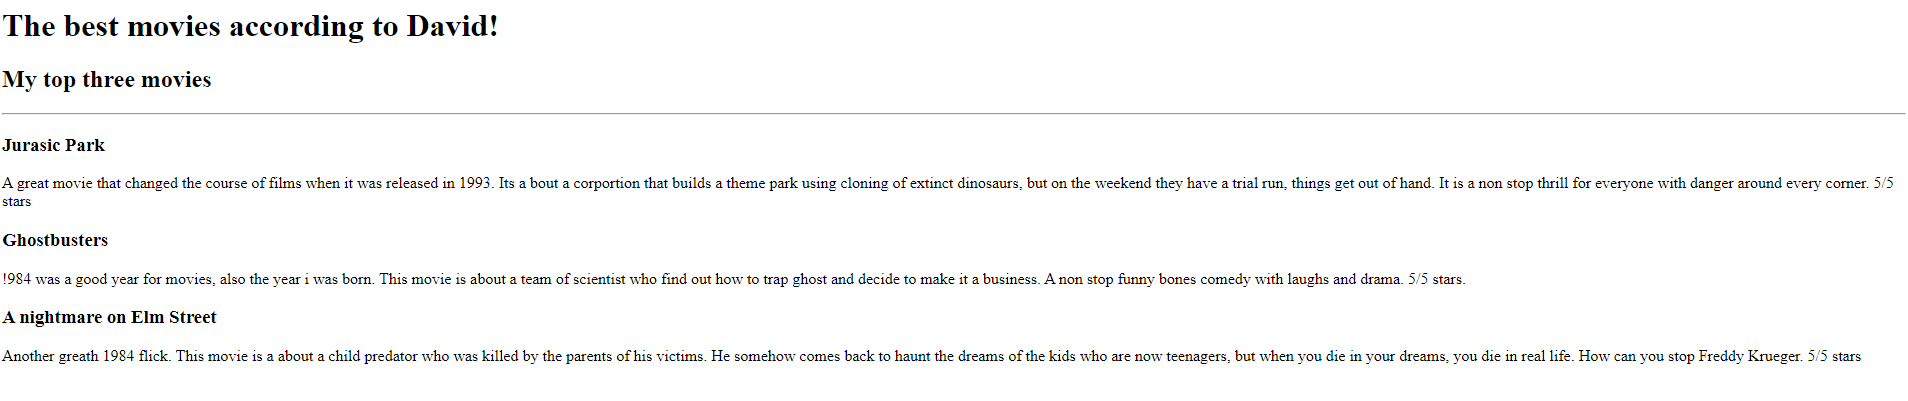 The best movies according to David!
My top three movies
Jurasic Park
A great movie that changed the course of films when it was released in 1993. Its a bout a corportion that builds a theme park using cloning of extinct dinosaurs, but on the weekend they have a trial run, things get out of hand. It is a non stop thrill for everyone with danger around every corner. 5/5
stars
Ghostbusters
!984 was a good year for movies, also the year i was born. This movie is about a team of scientist who find out how to trap ghost and decide to make it a business. A non stop funny bones comedy with laughs and drama. 5/5 stars.
A nightmare on Elm Street
Another greath 1984 flick. This movie is a about a child predator who was killed by the parents of his victims. He somehow comes back to haunt the dreams of the kids who are now teenagers, but when you die in your dreams, you die in real life. How can you stop Freddy Krueger. 5/5 stars